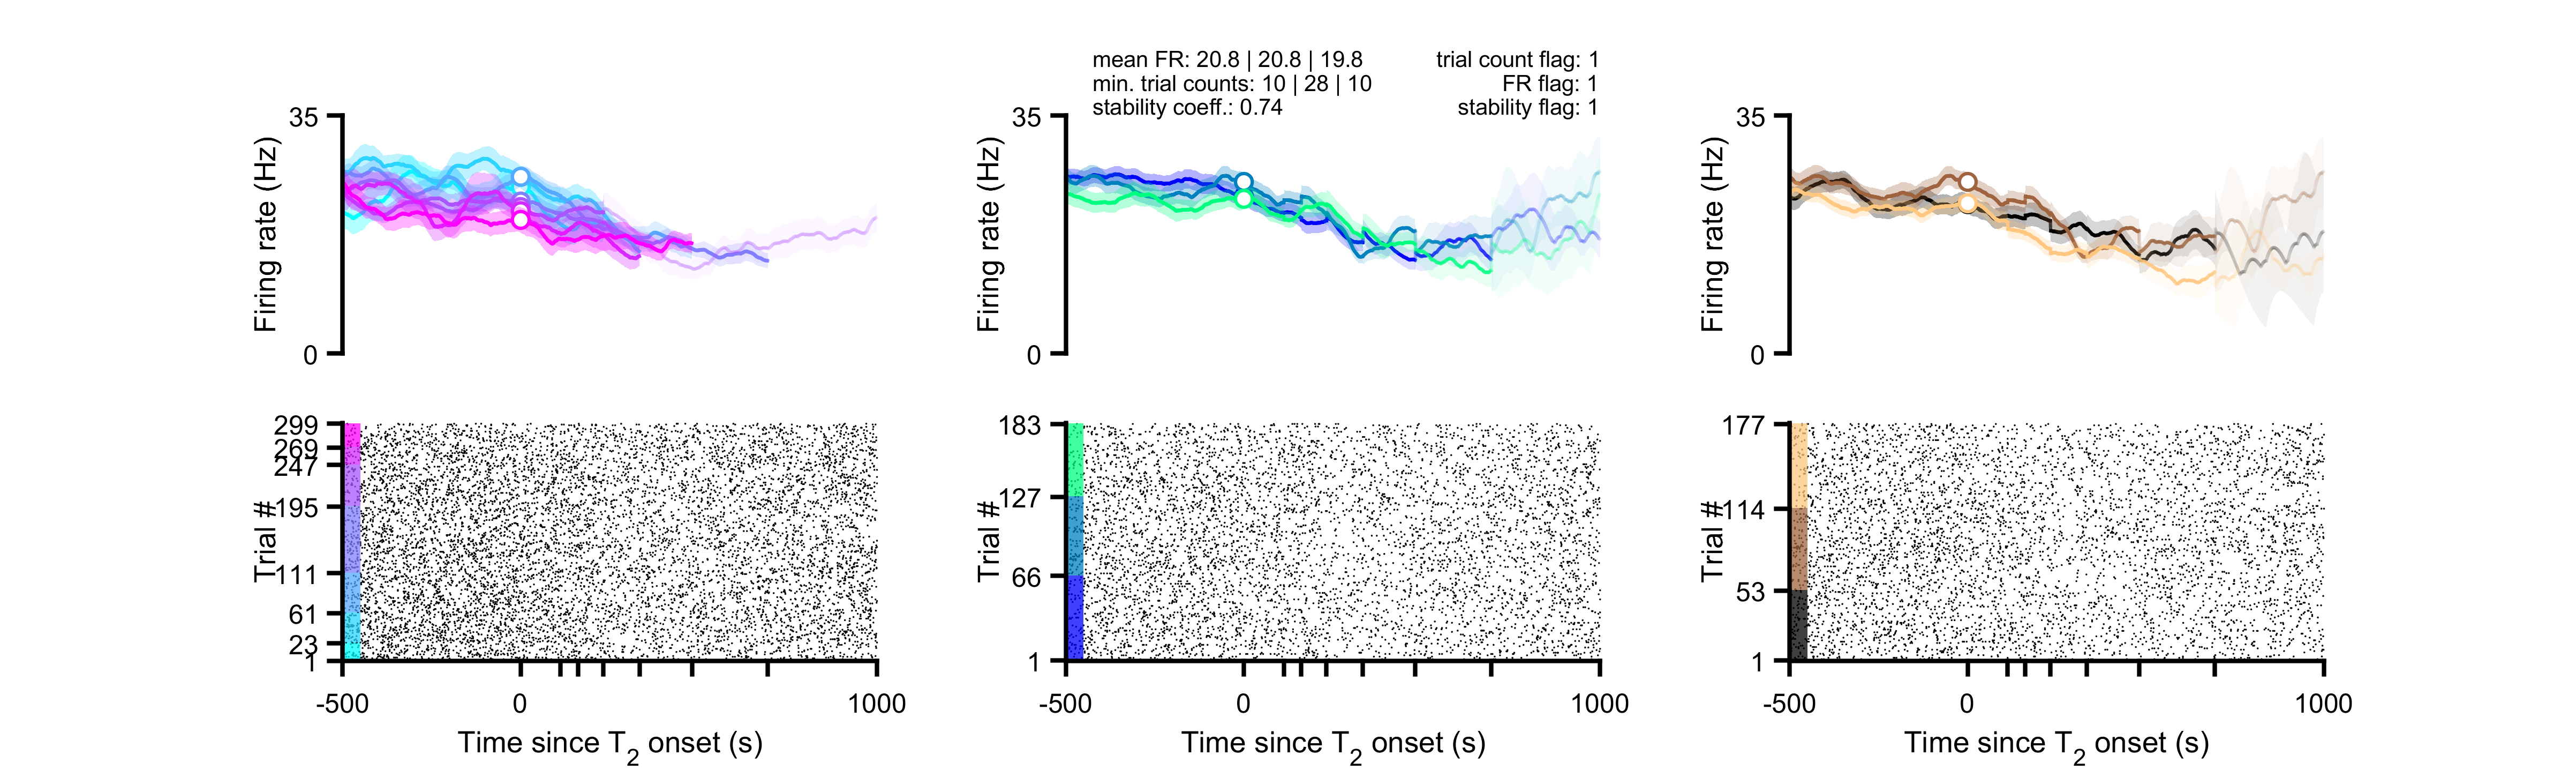 mean FR: 20.8 | 20.8 | 19.8
min. trial counts: 10 | 28 | 10
stability coeff.: 0.74
trial count flag: 1
FR flag: 1
stability flag: 1
35
Firing rate (Hz)
0
35
Firing rate (Hz)
0
35
Firing rate (Hz)
0
299
269
247
195
111
61
23
1
Trial #
-500
0
1000
Time since T2 onset (s)
183
127
66
1
Trial #
-500
0
1000
Time since T2 onset (s)
177
114
53
1
Trial #
-500
0
1000
Time since T2 onset (s)